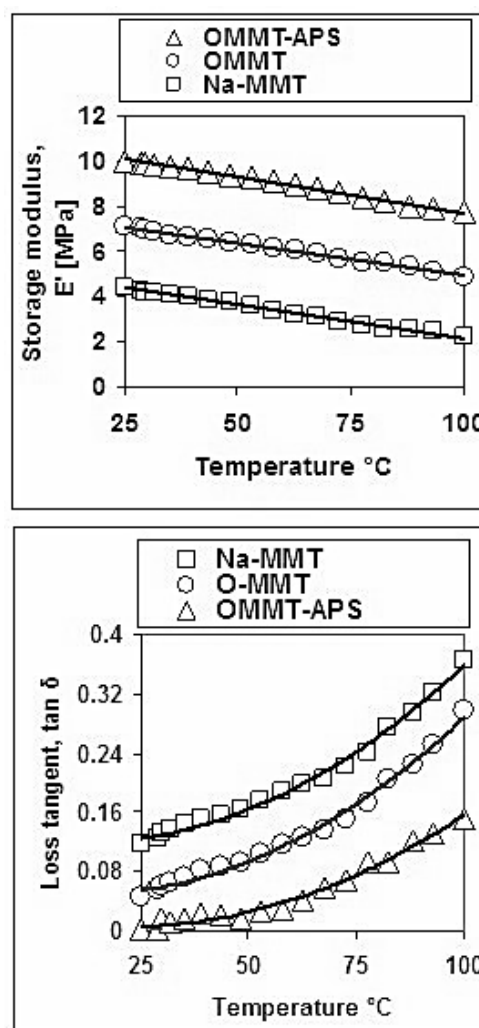 OMMT-APS
OMMT
Na-MMT
Storage modulus,
E' [MPa]
12
10
8
6
4
2
0
25
50
75
100
Temperature °C
Na-MMT
O-MMT
OMMT-APS
Loss tangent, tan δ
0.4
0.32
0.24
0.16
0.08
0
25
50
75
100
Temperature °C